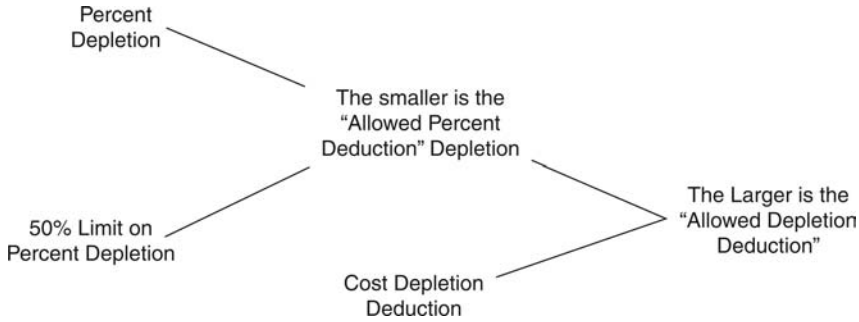 Percent
Depletion
The smaller is the
“Allowed Percent
Deduction” Depletion
50% Limit on
Percent Depletion
The Larger is the
“Allowed Depletion
Deduction”
Cost Depletion
Deduction